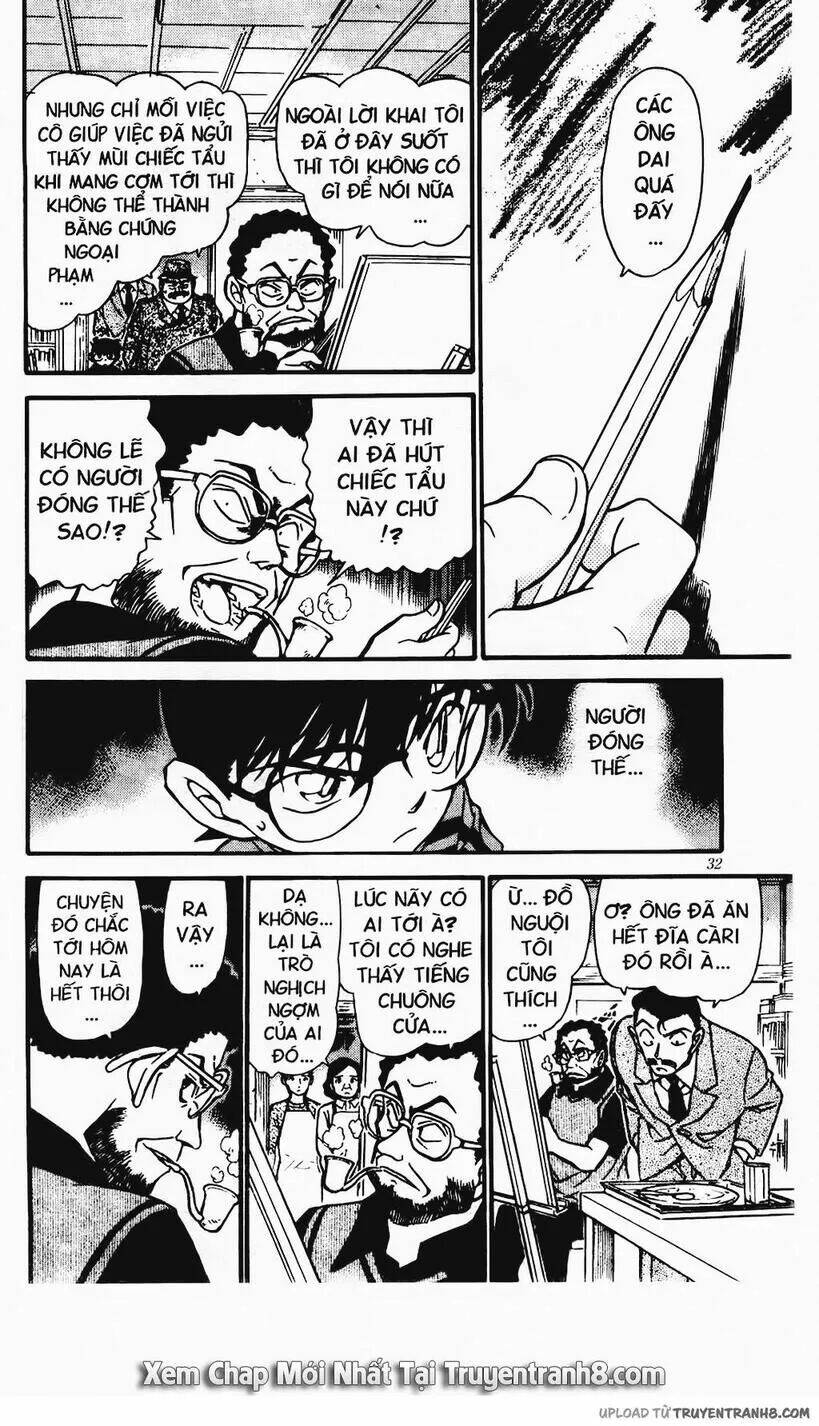 CÁC
ÔNG
DAI
QUÁ
ĐẤY
...
NGOÀI LỜI KHAI TÔI
ĐÃ Ở ĐÂY SUỐT
THÌ TÔI KHÔNG CÓ
GÌ ĐỂ NÓI NỮA
...
NHƯNG CHỈ MỖI VIỆC
CÔ GIÚP VIỆC ĐÃ NGỬI
THẤY MÙI CHIẾC TẨU
KHI MANG CƠM TỚI THÌ
KHÔNG THỂ THÀNH
BẰNG CHỨNG
NGOẠI
PHẠM
...
VẬY THÌ
AI ĐÃ HÚT
CHIẾC TẨU
NÀY CHỨ
!?
KHÔNG LẼ
CÓ NGƯỜI
ĐÓNG THẾ
SAO!?
NGƯỜI
ĐÓNG
THẾ...
32
Ơ? ÔNG ĐÃ ĂN
HẾT ĐĨA CÀRI
ĐÓ RỒI À...
Ừ... ĐỒ
NGUỘI
TÔI
CŨNG
THÍCH
...
LÚC NÃY CÓ
AI TỚI À?
TÔI CÓ NGHE
THẤY TIẾNG
CHUÔNG
CỬA...
DẠ
KHÔNG...
LẠI LÀ
TRÒ
NGHỊCH
NGỢM
CỦA AI
ĐÓ...
RA
VẬY
...
CHUYỆN
ĐÓ CHẮC
TỚI HÔM
NAY LÀ
HẾT THÔI
...
Xem Chap Mới Nhất Tại Truyentranh8.com
UPLOAD TỪ TRUYENTRANH8.COM